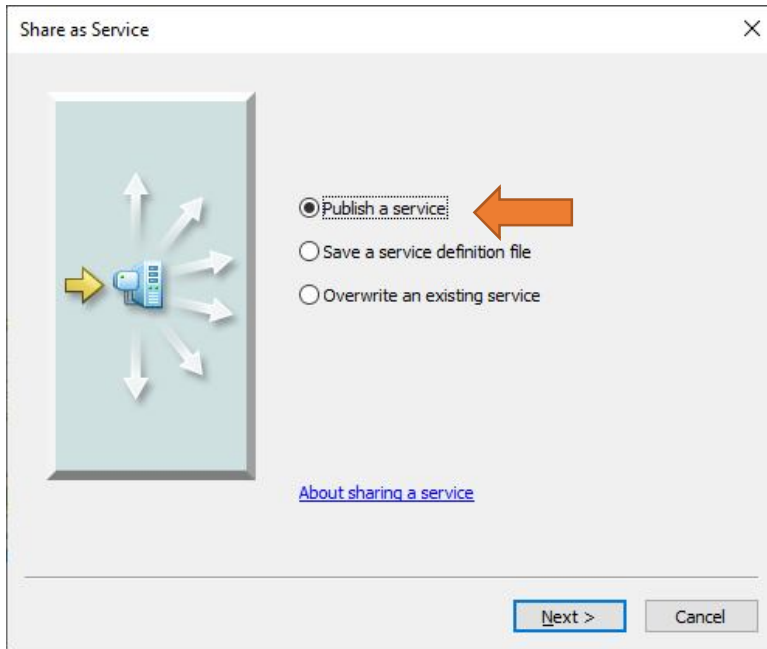 Share as Service
Publish a service
Save a service definition file
Overwrite an existing service
About sharing a service
Next >
Cancel